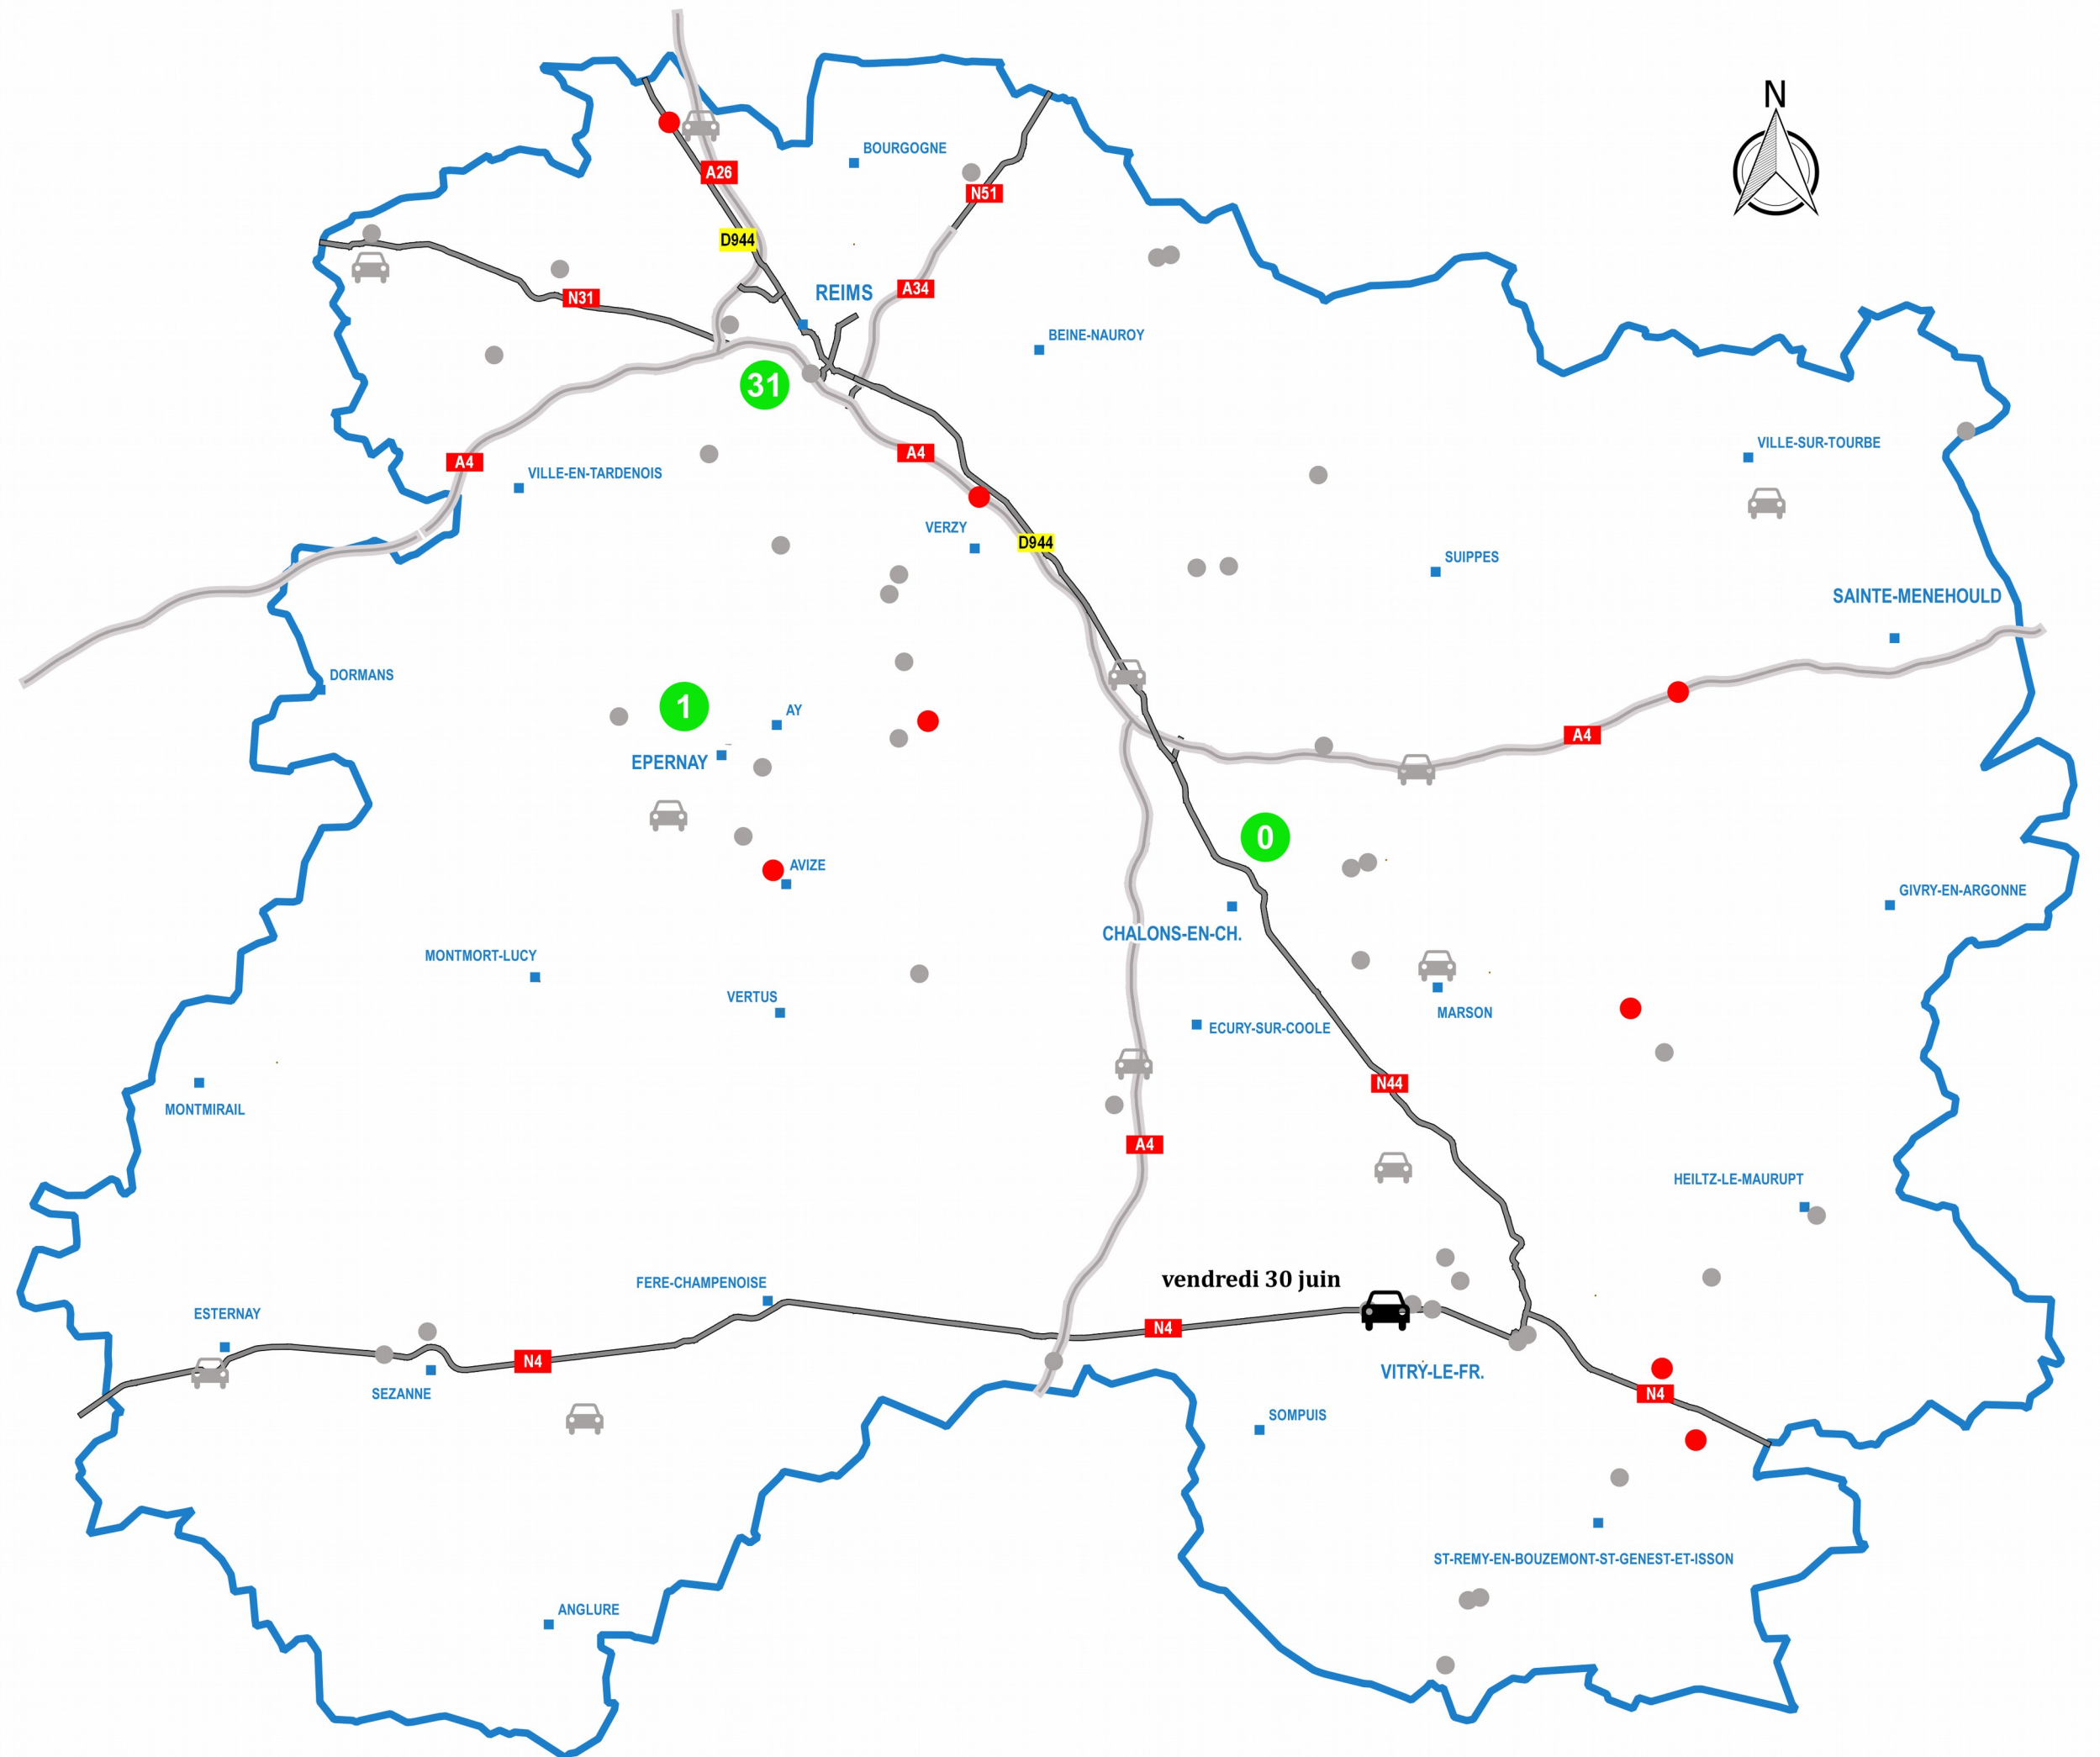 N
BOURGOGNE
A26
N51
D944
REIMS
A34
N31
BEINE-NAUROY
31
A4
A4
VILLE-SUR-TOURBE
VILLE-EN-TARDENOIS
VERZY
D944
SUIPPES
SAINTE-MENEHOULD
DORMANS
1
AY
A4
EPERNAY
0
AVIZE
GIVRY-EN-ARGONNE
CHALONS-EN-CH.
MONTMORT-LUCY
VERTUS
MARSON
ECURY-SUR-COOLE
N44
MONTMIRAIL
A4
HEILTZ-LE-MAURUPT
vendredi 30 juin
FERE-CHAMPENOISE
ESTERNAY
N4
N4
VITRY-LE-FR.
SEZANNE
N4
SOMPUIS
ST-REMY-EN-BOUZEMONT-ST-GENEST-ET-ISSON
ANGLURE